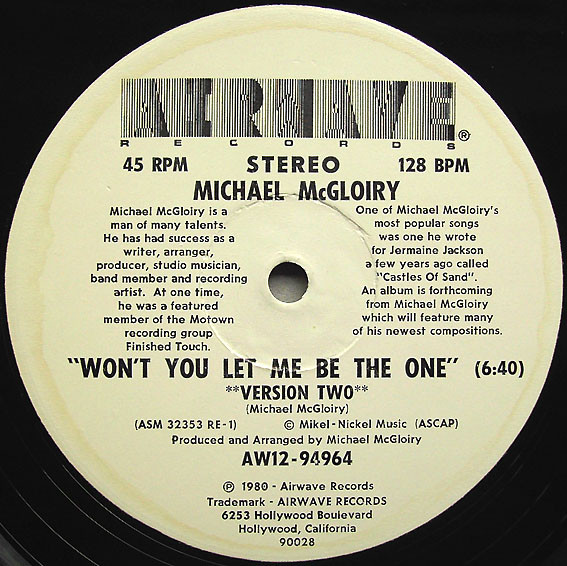 AIRWAVE ®
RECORDS
45 RPM STEREO 128 BPM
MICHAEL McGLOIRY
Michael McGloiry is a
man of many talents.
He has had success as a
writer, arranger,
producer, studio musician,
band member and recording
artist. At one time,
he was a featured
member of the Motown
recording group
Finished Touch.
One of Michael McGloiry's
most popular songs
was one he wrote
for Jermaine Jackson
a few years ago called
"Castles Of Sand".
An album is forthcoming
from Michael McGloiry
which will feature many
of his newest compositions.
"WON'T YOU LET ME BE THE ONE" (6:40)
**VERSION TWO**
(Michael McGloiry)
(ASM 32353 RE-1) © Mikel-Nickel Music (ASCAP)
Produced and Arranged by Michael McGloiry
AW12-94964
℗ 1980 - Airwave Records
Trademark - AIRWAVE RECORDS
6253 Hollywood Boulevard
Hollywood, California
90028